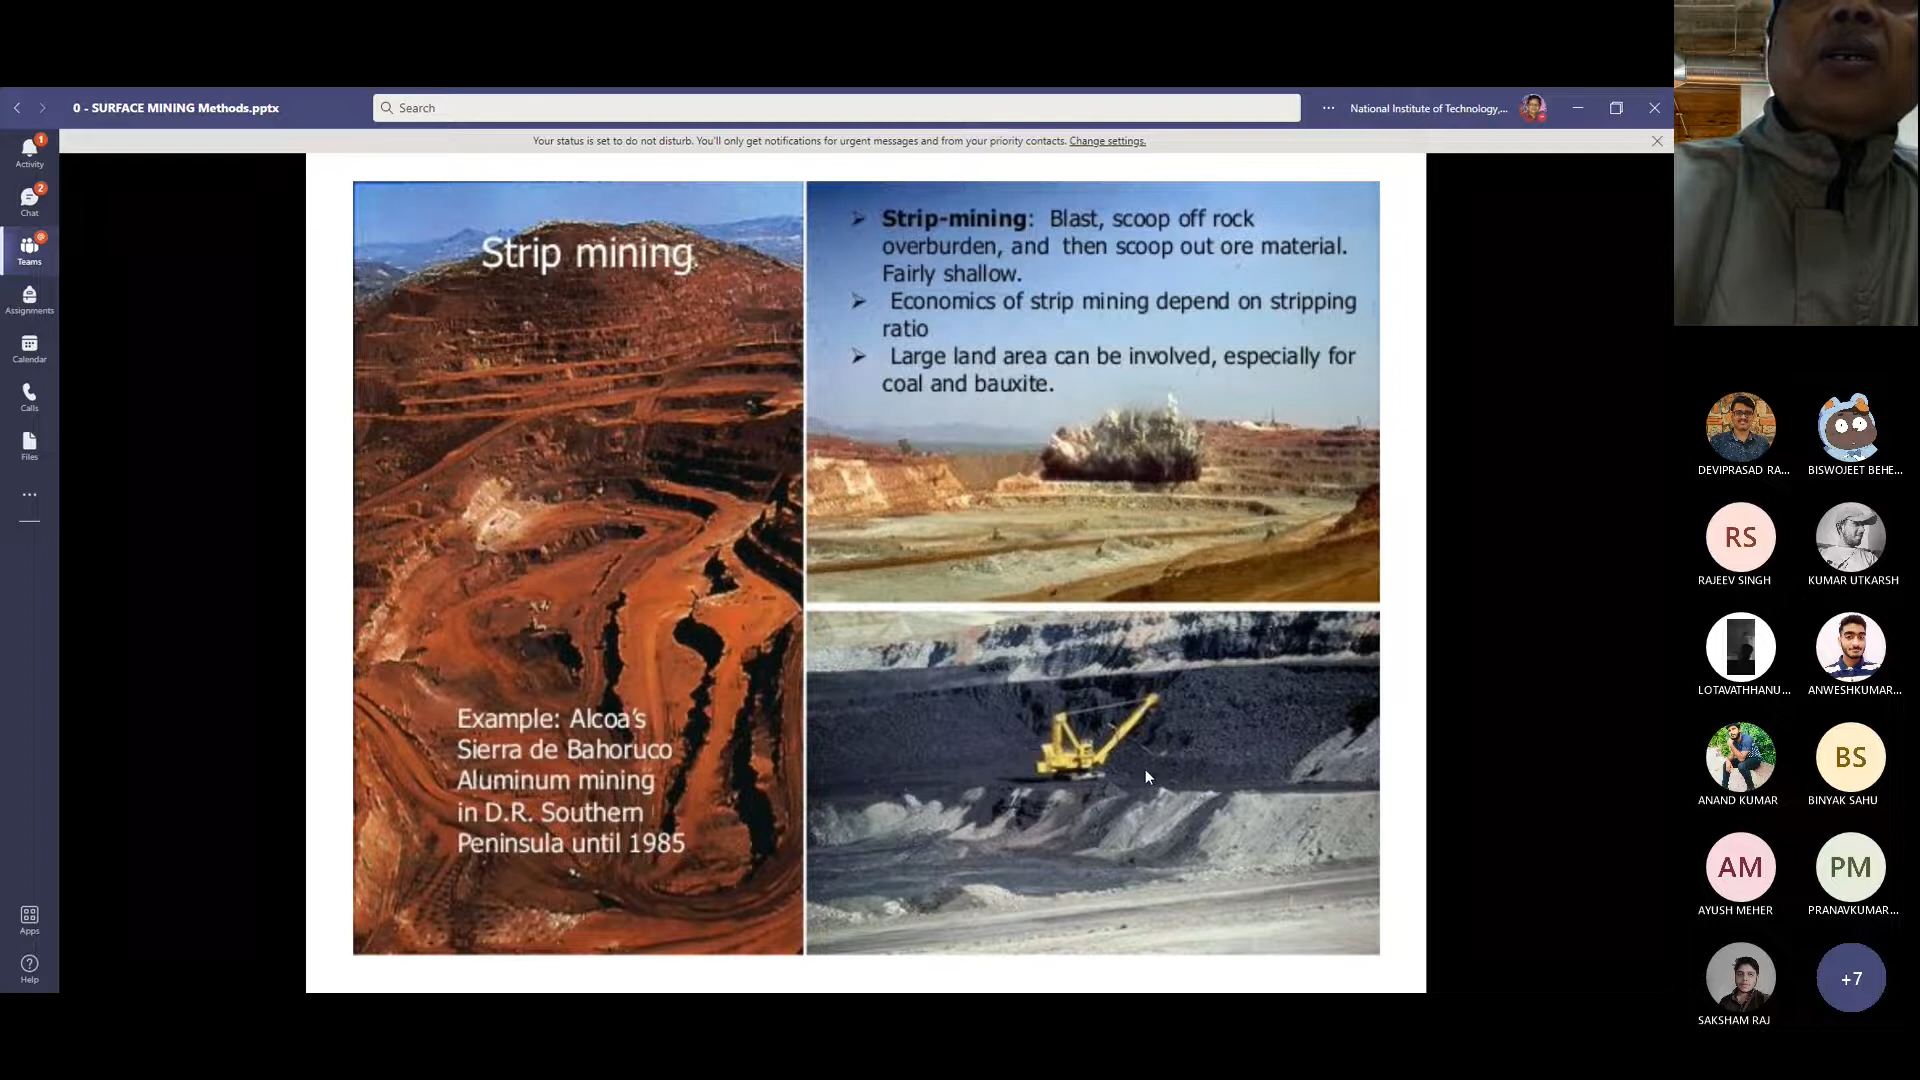 0 - SURFACE MINING Methods.pptx
Search
National Institute of Technology,...
Your status is set to do not disturb. You'll only get notifications for urgent messages and from your priority contacts. Change settings.
1
Activity
2
Chat
Teams
Assignments
Calendar
Calls
Files
Apps
Help
Strip mining.
Example: Alcoa's
Sierra de Bahoruco
Aluminum mining
in D.R. Southern
Peninsula until 1985
➢ Strip-mining: Blast, scoop off rock
overburden, and then scoop out ore material.
Fairly shallow.
➢ Economics of strip mining depend on stripping
ratio
➢ Large land area can be involved, especially for
coal and bauxite.
DEVIPRASAD RA...
BISWOJEET BEHE...
RS
RAJEEV SINGH
KUMAR UTKARSH
LOTAVATHHANU...
ANWESHKUMAR...
ANAND KUMAR
BS
BINYAK SAHU
AM
AYUSH MEHER
PM
PRANAVKUMAR...
SAKSHAM RAJ
+7